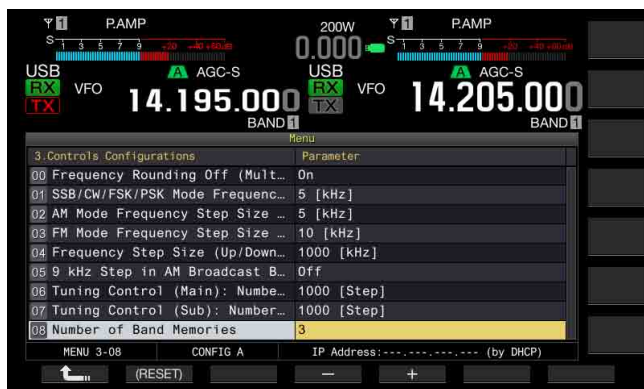 1 P.AMP 200W 1 P.AMP
S 1 3 5 7 9 +20 +40 +60dB 0.000 S 1 3 5 7 9 +20 +40 +60dB
USB A AGC-S USB A AGC-S
RX VFO 14.195.000 RX VFO 14.205.000
TX TX
BAND 1 BAND 1
Menu
3.Controls Configurations Parameter
00 Frequency Rounding Off (Mult… On
01 SSB/CW/FSK/PSK Mode Frequenc… 5 [kHz]
02 AM Mode Frequency Step Size … 5 [kHz]
03 FM Mode Frequency Step Size … 10 [kHz]
04 Frequency Step Size (Up/Down… 1000 [kHz]
05 9 kHz Step in AM Broadcast B… Off
06 Tuning Control (Main): Numbe… 1000 [Step]
07 Tuning Control (Sub): Number… 1000 [Step]
08 Number of Band Memories 3
MENU 3-08 CONFIG A IP Address:---.---.---.--- (by DHCP)
(RESET) − +